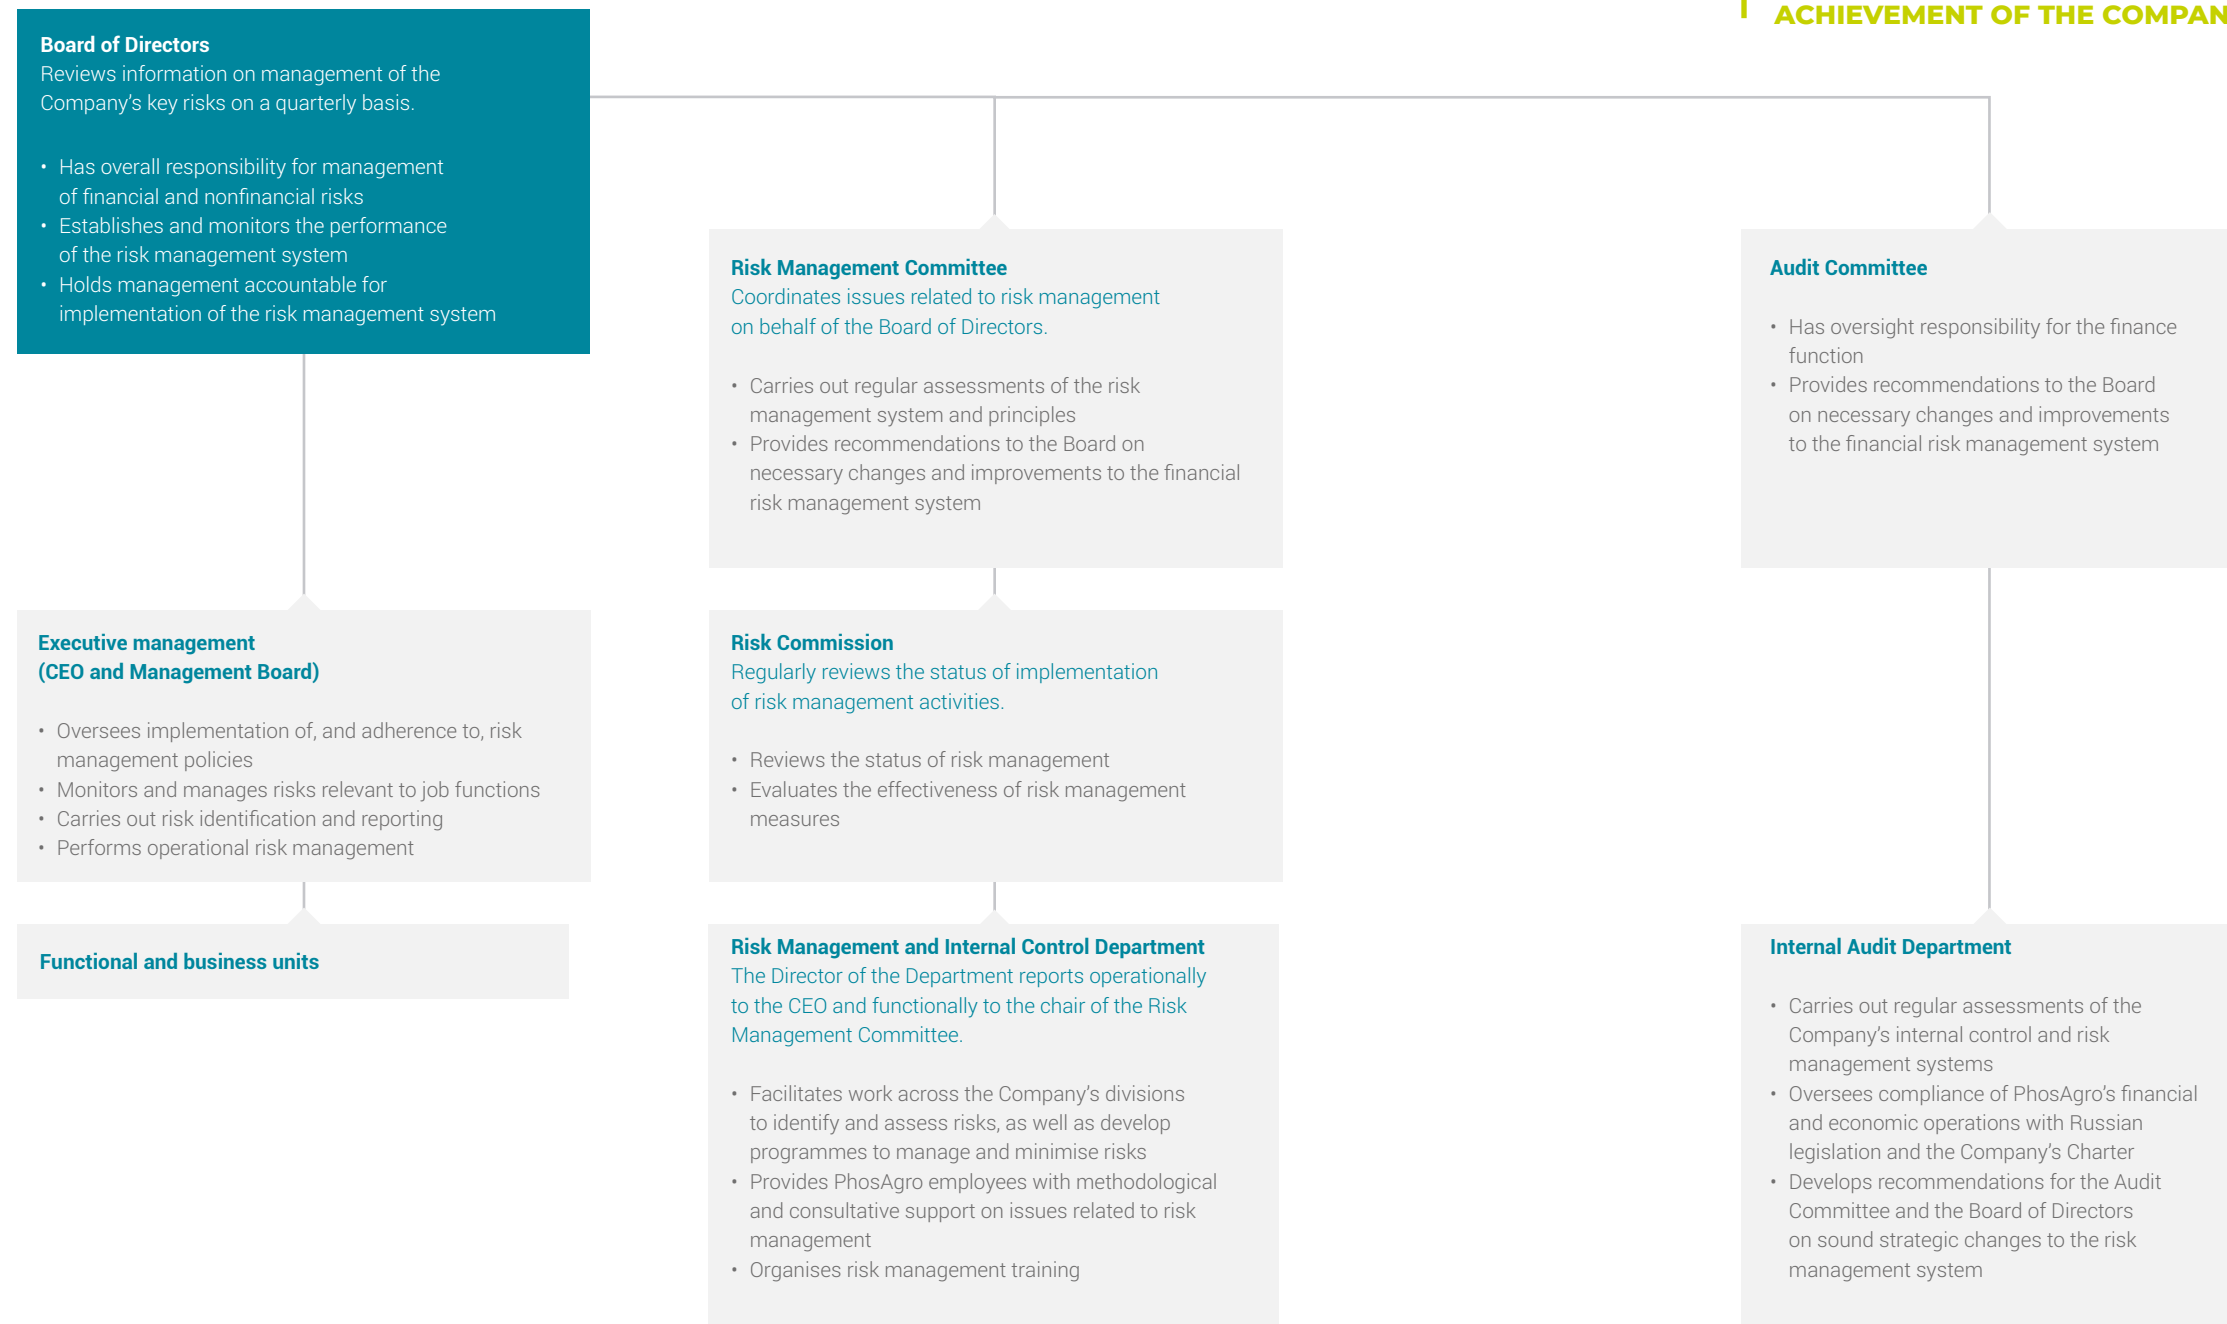 ACHIEVEMENT OF THE COMPAN
Board of Directors
Reviews information on management of the
Company's key risks on a quarterly basis.
• Has overall responsibility for management
of financial and nonfinancial risks
• Establishes and monitors the performance
of the risk management system
• Holds management accountable for
implementation of the risk management system
Risk Management Committee
Coordinates issues related to risk management
on behalf of the Board of Directors.
• Carries out regular assessments of the risk
management system and principles
• Provides recommendations to the Board on
necessary changes and improvements to the financial
risk management system
Audit Committee
• Has oversight responsibility for the finance
function
• Provides recommendations to the Board
on necessary changes and improvements
to the financial risk management system
Executive management
(CEO and Management Board)
• Oversees implementation of, and adherence to, risk
management policies
• Monitors and manages risks relevant to job functions
• Carries out risk identification and reporting
• Performs operational risk management
Risk Commission
Regularly reviews the status of implementation
of risk management activities.
• Reviews the status of risk management
• Evaluates the effectiveness of risk management
measures
Functional and business units
Risk Management and Internal Control Department
The Director of the Department reports operationally
to the CEO and functionally to the chair of the Risk
Management Committee.
• Facilitates work across the Company's divisions
to identify and assess risks, as well as develop
programmes to manage and minimise risks
• Provides PhosAgro employees with methodological
and consultative support on issues related to risk
management
• Organises risk management training
Internal Audit Department
• Carries out regular assessments of the
Company's internal control and risk
management systems
• Oversees compliance of PhosAgro's financial
and economic operations with Russian
legislation and the Company's Charter
• Develops recommendations for the Audit
Committee and the Board of Directors
on sound strategic changes to the risk
management system